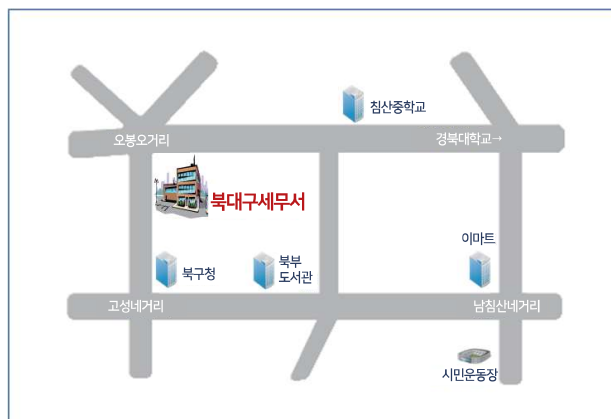 침산중학교
오봉오거리
경북대학교→
북대구세무서
이마트
북구청
북부
도서관
고성네거리
남침산네거리
시민운동장